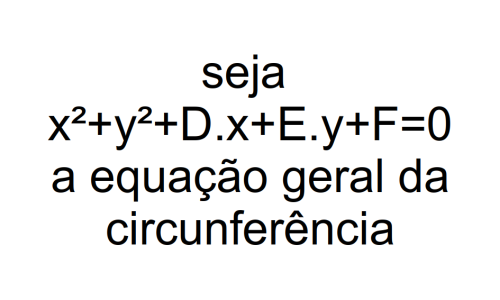 seja
x²+y²+D.x+E.y+F=0
a equação geral da
circunferência